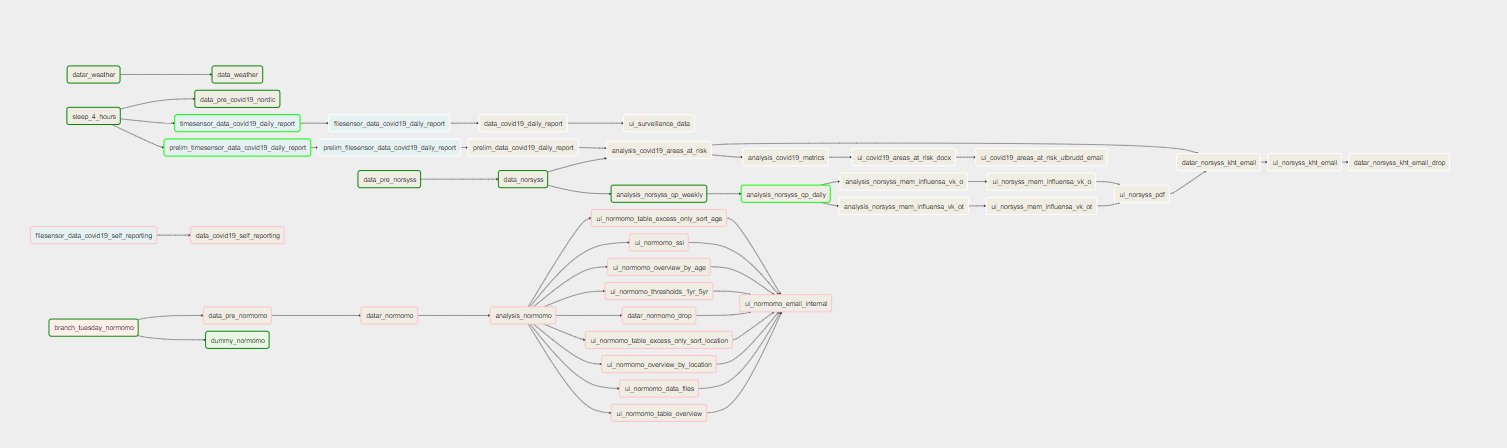 datar_weather
data_weather
data_pre_covid19_nordic
sleep_4_hours
timesensor_data_covid19_daily_report
filesensor_data_covid19_daily_report
data_covid19_daily_report
ui_surveillance_data
prelim_timesensor_data_covid19_daily_report
prelim_filesensor_data_covid19_daily_report
prelim_data_covid19_daily_report
analysis_covid19_areas_at_risk
analysis_covid19_metrics
ui_covid19_areas_at_risk_docx
ui_covid19_areas_at_risk_utbrudd_email
datar_norsyss_kht_email
ui_norsyss_kht_email
datar_norsyss_kht_email_drop
data_pre_norsyss
data_norsyss
analysis_norsyss_qp_weekly
analysis_norsyss_qp_daily
analysis_norsyss_mem_influensa_vk_o
ui_norsyss_mem_influensa_vk_o
ui_norsyss_pdf
analysis_norsyss_mem_influensa_vk_ot
ui_norsyss_mem_influensa_vk_ot
ui_normomo_table_excess_only_sort_age
filesensor_data_covid19_self_reporting
data_covid19_self_reporting
ui_normomo_ssi
ui_normomo_overview_by_age
ui_normomo_thresholds_1yr_5yr
ui_normomo_email_internal
branch_tuesday_normomo
data_pre_normomo
datar_normomo
analysis_normomo
datar_normomo_drop
dummy_normomo
ui_normomo_table_excess_only_sort_location
ui_normomo_overview_by_location
ui_normomo_data_files
ui_normomo_table_overview